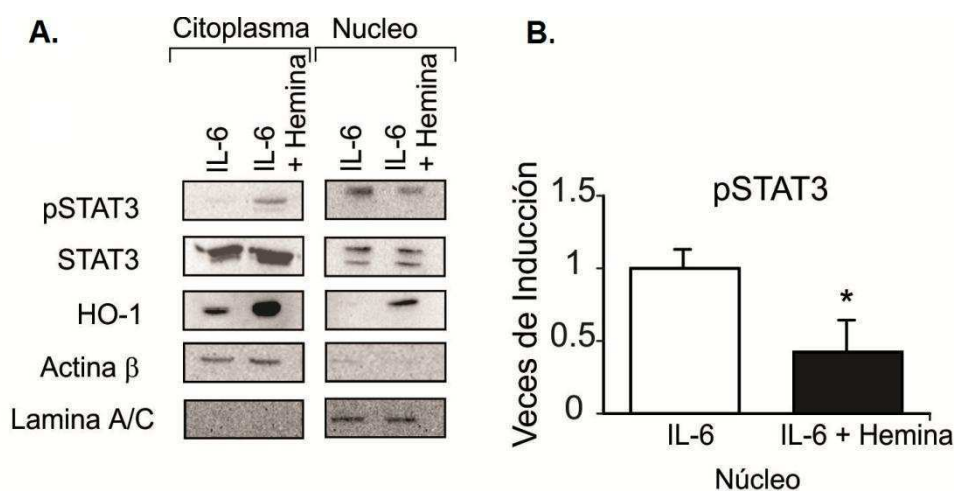 A.
Citoplasma Nucleo
IL-6
IL-6
+ Hemina
IL-6
IL-6
+ Hemina
pSTAT3
STAT3
HO-1
Actina β
Lamina A/C
B.
pSTAT3
Veces de Inducción
1.5
1
0.5
0
*
IL-6 IL-6 + Hemina
Núcleo